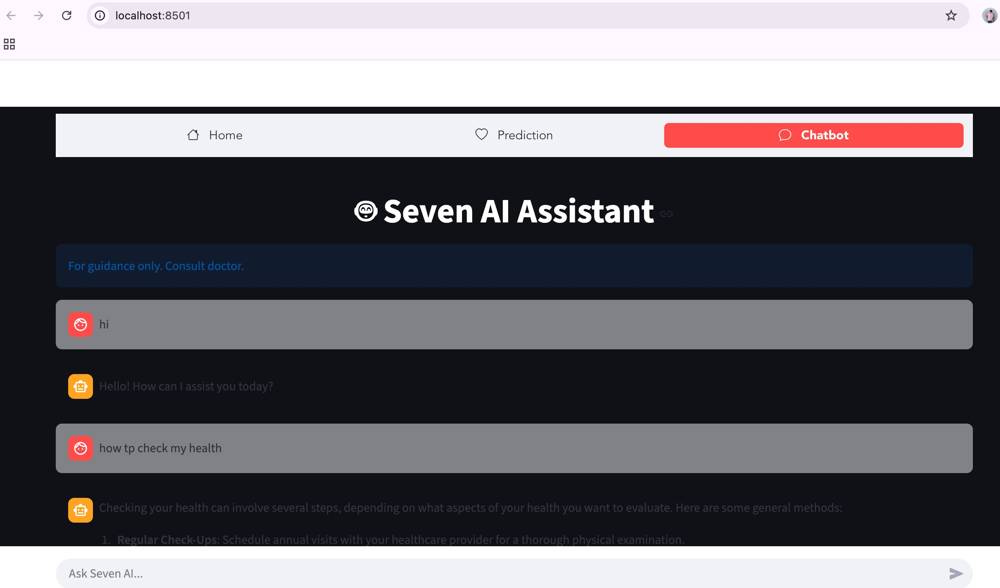 localhost:8501
Home
Prediction
Chatbot
Seven AI Assistant
For guidance only. Consult doctor.
hi
Hello! How can I assist you today?
how tp check my health
Checking your health can involve several steps, depending on what aspects of your health you want to evaluate. Here are some general methods:
1. Regular Check-Ups: Schedule annual visits with your healthcare provider for a thorough physical examination.
Ask Seven AI...